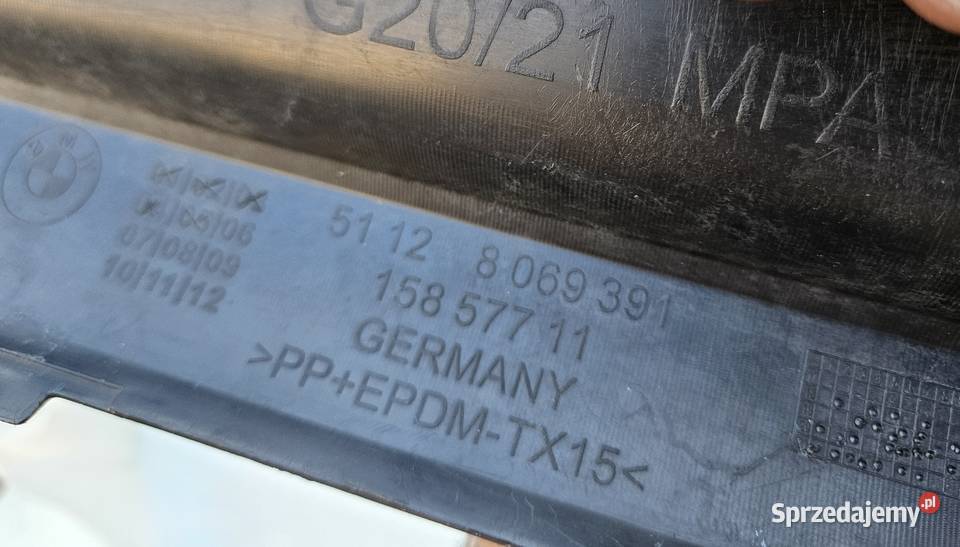 G20/21 MPA
BMW
06
07|08|09
10|11|12
51 12 8 069 391
158 577 11
GERMANY
>PP+EPDM-TX15<
Sprzedajemy.pl